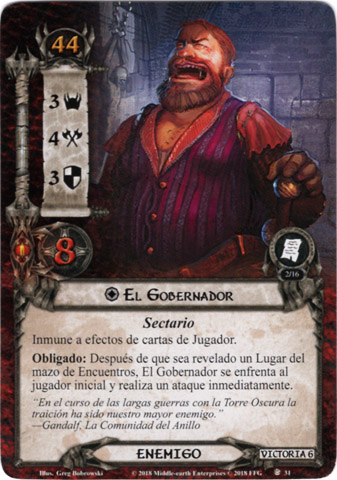 44
3
4
3
8
2/16
El Gobernador
Sectario
Inmune a efectos de cartas de Jugador.
Obligado: Después de que sea revelado un Lugar del
mazo de Encuentros, El Gobernador se enfrenta al
jugador inicial y realiza un ataque inmediatamente.
“En el curso de las largas guerras con la Torre Oscura la
traición ha sido nuestro mayor enemigo.”
—Gandalf, La Comunidad del Anillo
ENEMIGO
VICTORIA 6
Illus. Greg Bobrowski © 2018 Middle-earth Enterprises © 2018 FFG 31